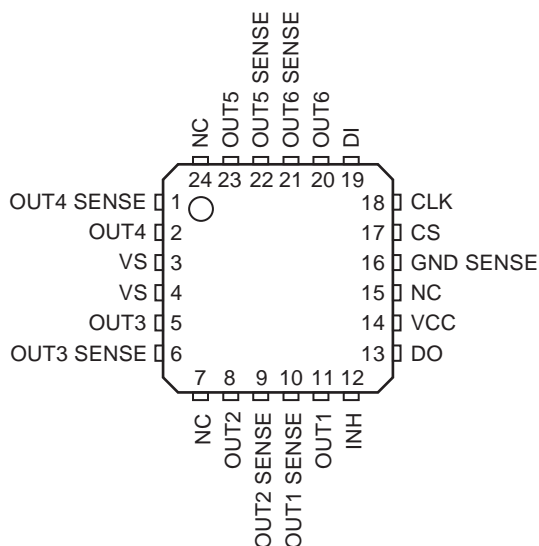 NC
OUT5
OUT5 SENSE
OUT6 SENSE
OUT6
DI
24 23 22 21 20 19
OUT4 SENSE 1
OUT4 2
VS 3
VS 4
OUT3 5
OUT3 SENSE 6
18 CLK
17 CS
16 GND SENSE
15 NC
14 VCC
13 DO
7 8 9 10 11 12
NC
OUT2
OUT2 SENSE
OUT1 SENSE
OUT1
INH